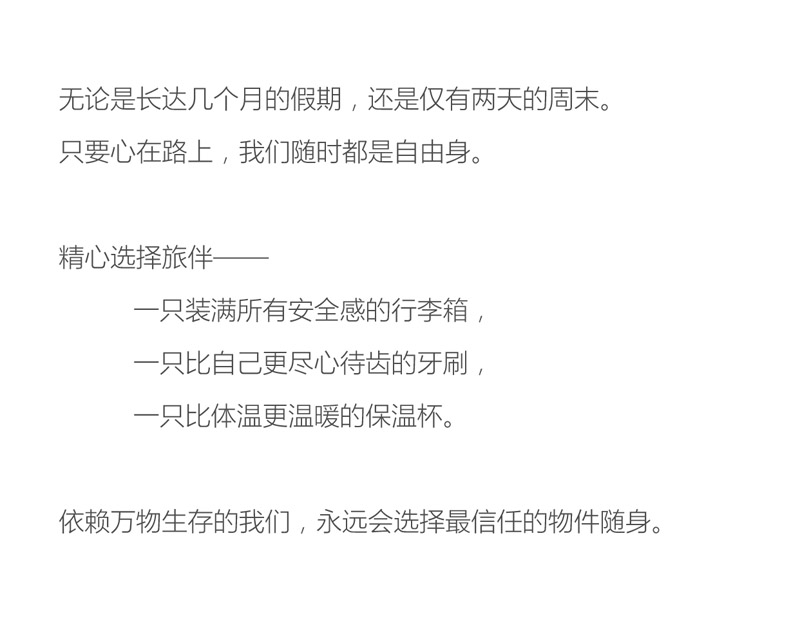 无论是长达几个月的假期，还是仅有两天的周末。
只要心在路上，我们随时都是自由身。
精心选择旅伴——
一只装满所有安全感的行李箱，
一只比自己更尽心待齿的牙刷，
一只比体温更温暖的保温杯。
依赖万物生存的我们，永远会选择最信任的物件随身。